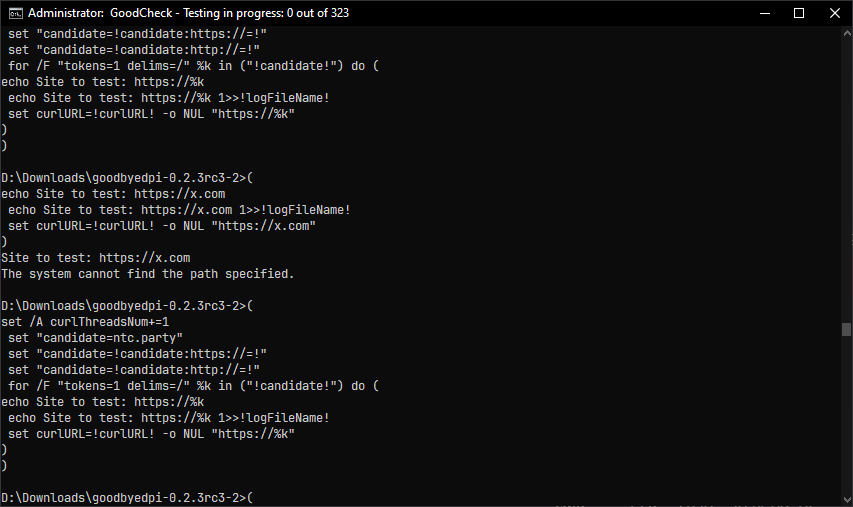 Administrator: GoodCheck - Testing in progress: 0 out of 323
set "candidate=!candidate:https://=!"
set "candidate=!candidate:http://=!"
for /F "tokens=1 delims=/" %k in ("!candidate!") do (
echo Site to test: https://%k
echo Site to test: https://%k 1>>!logFileName!
set curlURL=!curlURL! -o NUL "https://%k"
)
)
D:\Downloads\goodbyedpi-0.2.3rc3-2>(
echo Site to test: https://x.com
echo Site to test: https://x.com 1>>!logFileName!
set curlURL=!curlURL! -o NUL "https://x.com"
)
Site to test: https://x.com
The system cannot find the path specified.
D:\Downloads\goodbyedpi-0.2.3rc3-2>(
set /A curlThreadsNum+=1
set "candidate=ntc.party"
set "candidate=!candidate:https://=!"
set "candidate=!candidate:http://=!"
for /F "tokens=1 delims=/" %k in ("!candidate!") do (
echo Site to test: https://%k
echo Site to test: https://%k 1>>!logFileName!
set curlURL=!curlURL! -o NUL "https://%k"
)
)
D:\Downloads\goodbyedpi-0.2.3rc3-2>(